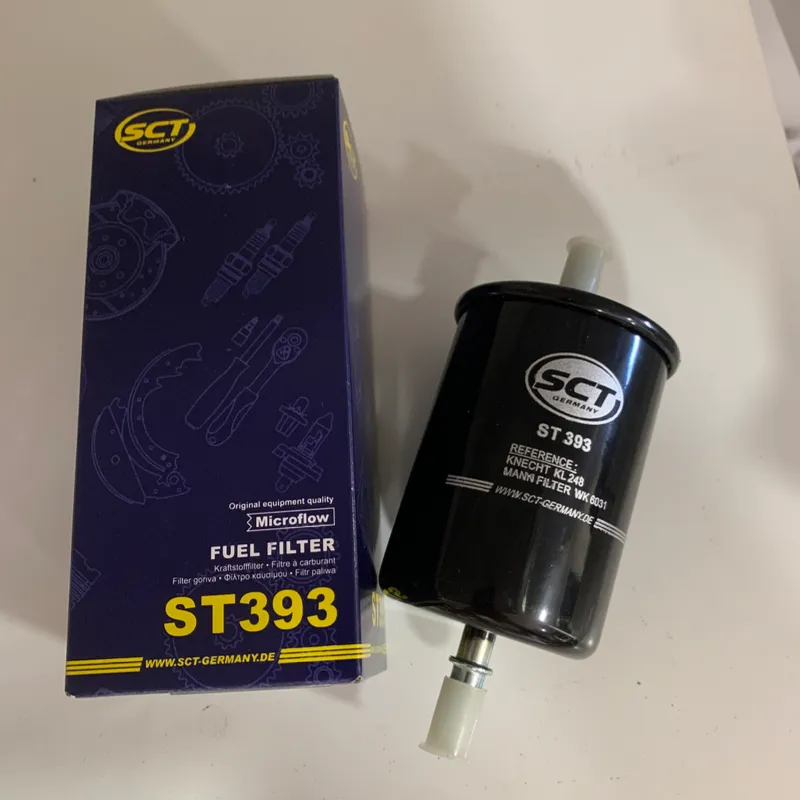 SCT
GERMANY
Original equipment quality
Microflow
FUEL FILTER
Kraftstofffilter • Filtre à carburant
Filter goriva • Φίλτρο καυσίμου • Filtr paliwa
ST393
WWW.SCT-GERMANY.DE
SCT
GERMANY
ST 393
REFERENCE :
KNECHT KL 248
MANN FILTER WK 6031
WWW.SCT-GERMANY.DE